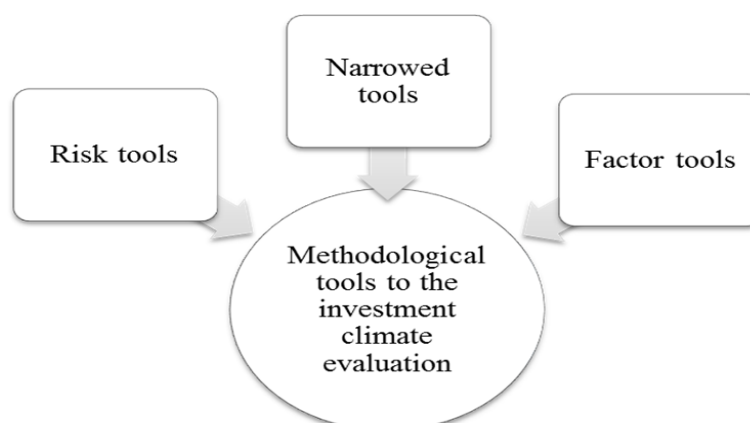 Narrowed
tools
Risk tools
Factor tools
Methodological
tools to the
investment
climate
evaluation